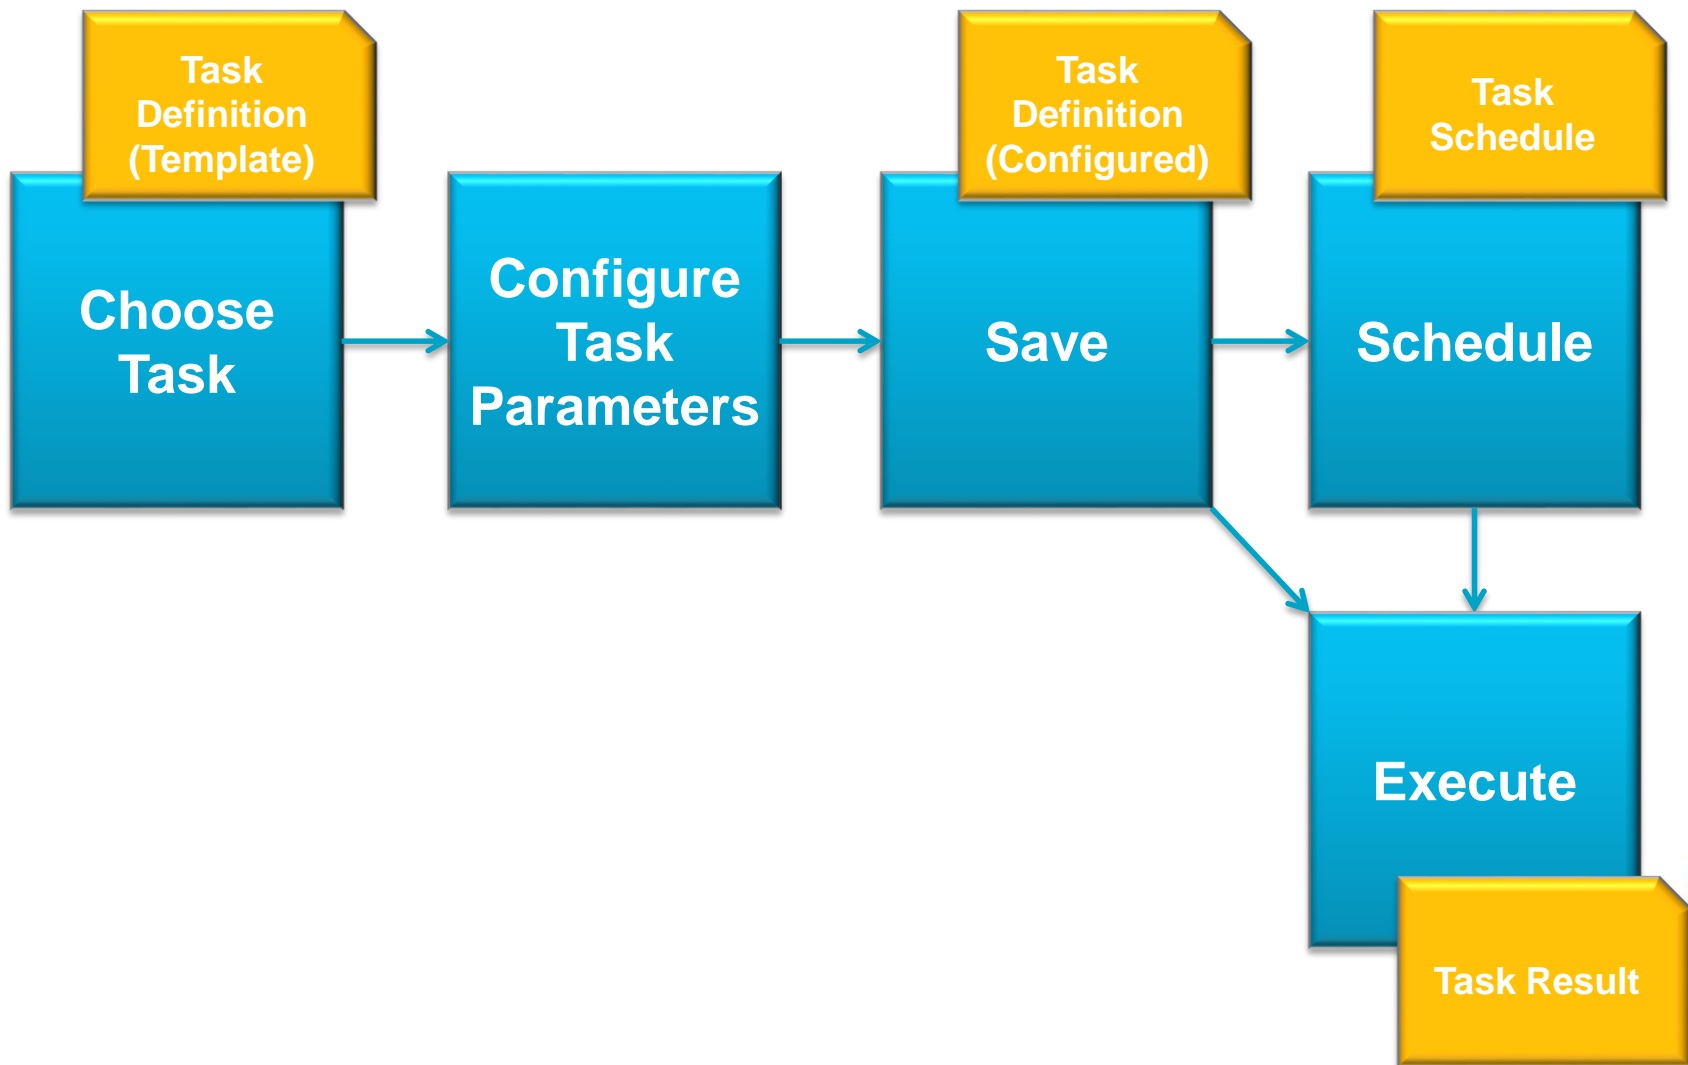 Task
Definition
(Template)
Task
Definition
(Configured)
Task
Schedule
Choose
Task
Configure
Task
Parameters
Save
Schedule
Execute
Task Result